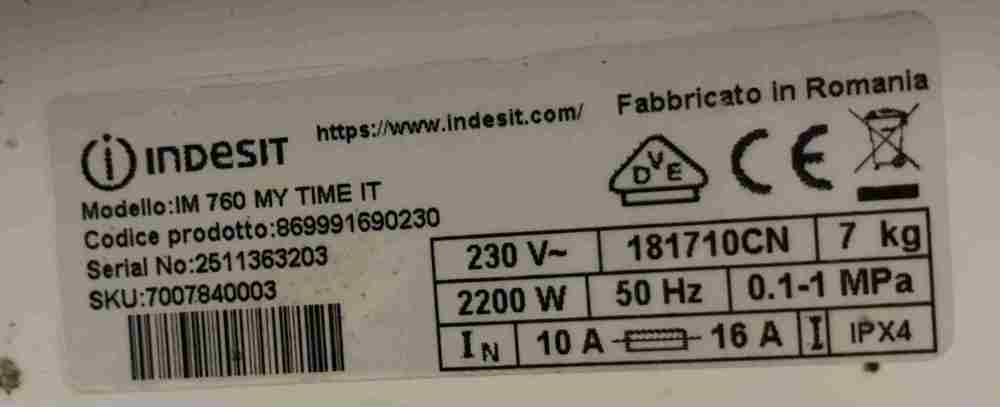 INDESIT
https://www.indesit.com/
Fabbricato in Romania
Modello:IM 760 MY TIME IT
Codice prodotto:869991690230
Serial No:2511363203
SKU:7007840003
DVE
CE
230 V~ 181710CN 7 kg
2200 W 50 Hz 0.1-1 MPa
IN 10 A 16 A I IPX4